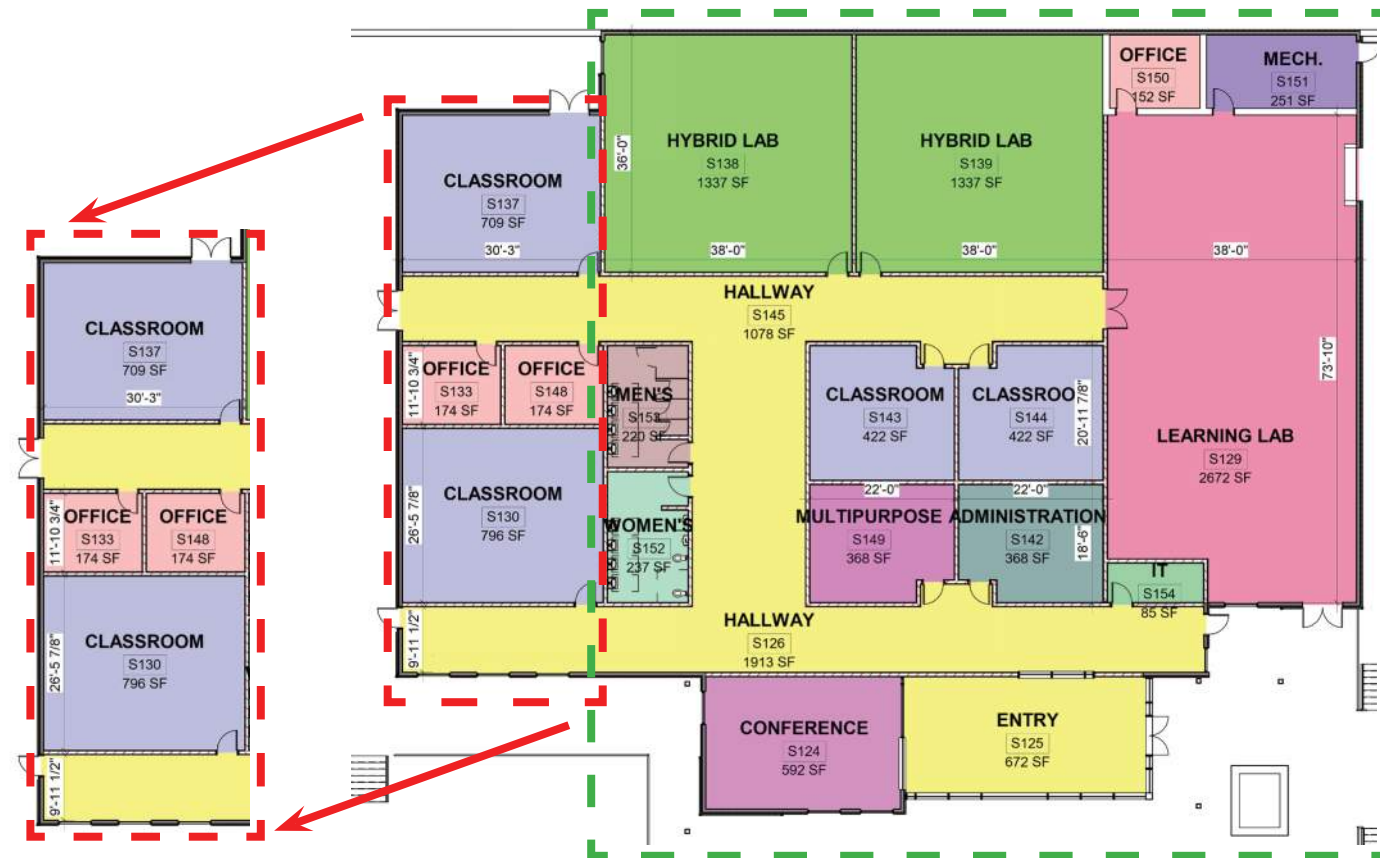 OFFICE
S150
152 SF
MECH.
S151
251 SF
HYBRID LAB
S138
1337 SF
36'-0"
38'-0"
HYBRID LAB
S139
1337 SF
38'-0"
CLASSROOM
S137
709 SF
30'-3"
38'-0"
HALLWAY
S145
1078 SF
OFFICE
S133
174 SF
11'-10 3/4"
OFFICE
S148
174 SF
MEN'S
S153
220 SF
CLASSROOM
S143
422 SF
CLASSROO
S144
422 SF
20'-11 7/8"
73'-10"
LEARNING LAB
S129
2672 SF
CLASSROOM
S130
796 SF
26'-5 7/8"
WOMEN'S
S152
237 SF
22'-0"
MULTIPURPOSE
S149
368 SF
22'-0"
ADMINISTRATION
S142
368 SF
18'-6"
IT
S154
85 SF
9'-11 1/2"
HALLWAY
S126
1913 SF
CONFERENCE
S124
592 SF
ENTRY
S125
672 SF
CLASSROOM
S137
709 SF
30'-3"
OFFICE
S133
174 SF
11'-10 3/4"
OFFICE
S148
174 SF
CLASSROOM
S130
796 SF
26'-5 7/8"
9'-11 1/2"